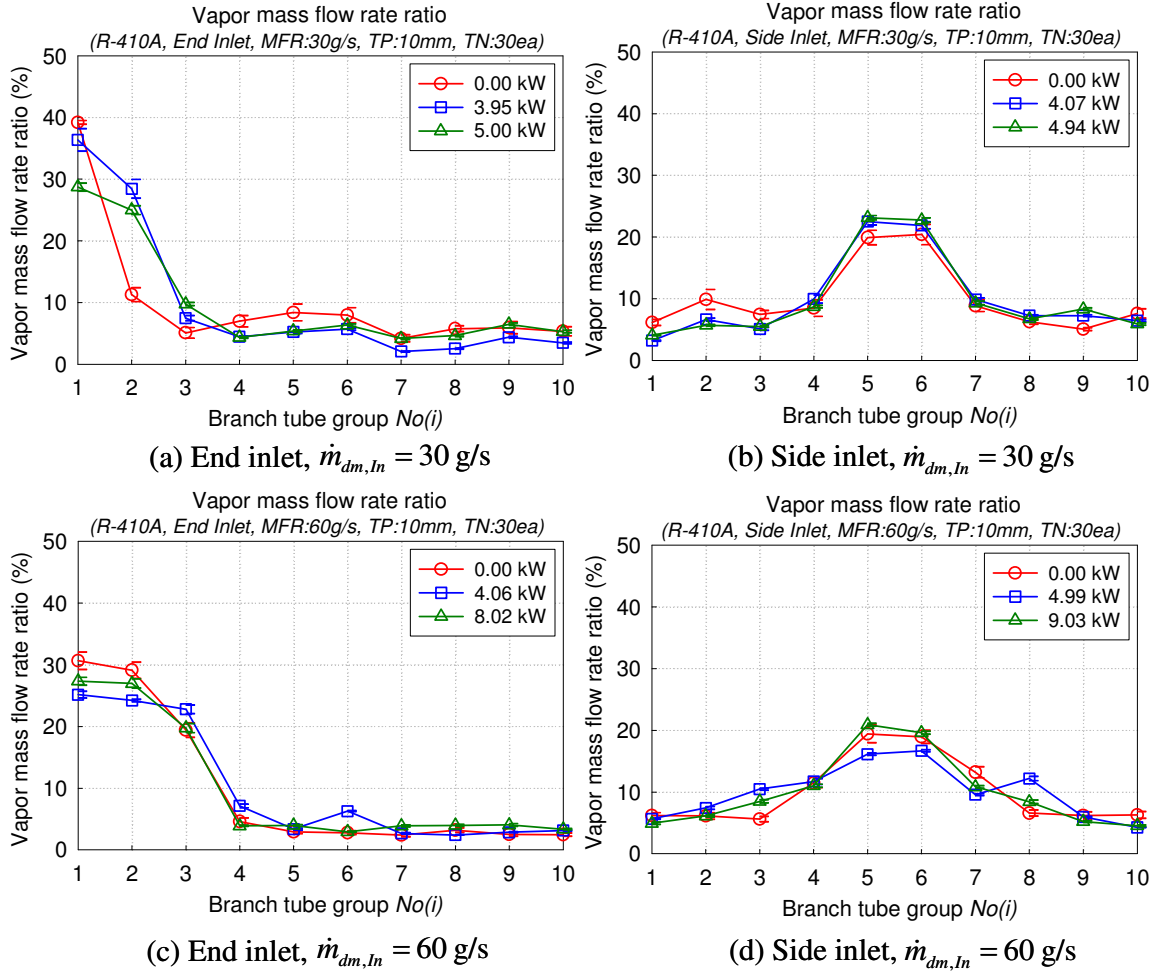 Vapor mass flow rate ratio
(R-410A, End Inlet, MFR:30g/s, TP:10mm, TN:30ea)
Vapor mass flow rate ratio (%)
50
40
30
20
10
0
0.00 kW
3.95 kW
5.00 kW
1 2 3 4 5 6 7 8 9 10
Branch tube group No(i)
(a) End inlet, ṁ_dm,In = 30 g/s
Vapor mass flow rate ratio
(R-410A, Side Inlet, MFR:30g/s, TP:10mm, TN:30ea)
Vapor mass flow rate ratio (%)
50
40
30
20
10
0
0.00 kW
4.07 kW
4.94 kW
1 2 3 4 5 6 7 8 9 10
Branch tube group No(i)
(b) Side inlet, ṁ_dm,In = 30 g/s
Vapor mass flow rate ratio
(R-410A, End Inlet, MFR:60g/s, TP:10mm, TN:30ea)
Vapor mass flow rate ratio (%)
50
40
30
20
10
0
0.00 kW
4.06 kW
8.02 kW
1 2 3 4 5 6 7 8 9 10
Branch tube group No(i)
(c) End inlet, ṁ_dm,In = 60 g/s
Vapor mass flow rate ratio
(R-410A, Side Inlet, MFR:60g/s, TP:10mm, TN:30ea)
Vapor mass flow rate ratio (%)
50
40
30
20
10
0
0.00 kW
4.99 kW
9.03 kW
1 2 3 4 5 6 7 8 9 10
Branch tube group No(i)
(d) Side inlet, ṁ_dm,In = 60 g/s